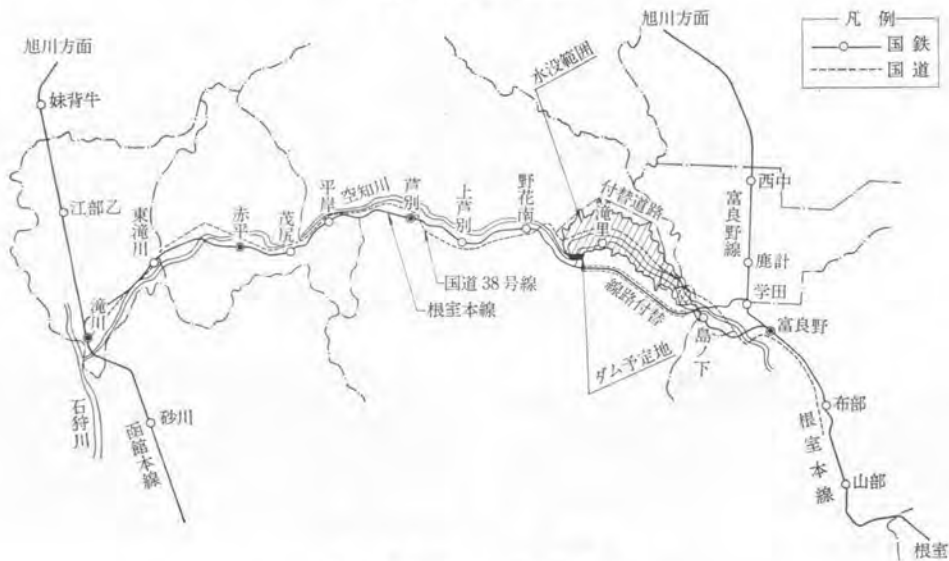 旭川方面
妹背牛
江部乙
東滝川
滝川
石狩川
函館本線
砂川
赤平
茂尻
平岸
空知川
芦別
上芦別
野花南
国道38号線
根室本線
水没範囲
旭川方面
凡例
国鉄
国道
付替道路
滝里
線路付替
ダム予定地
島ノ下
西中
富良野線
鹿討
学田
富良野
布部
根室本線
山部
根室